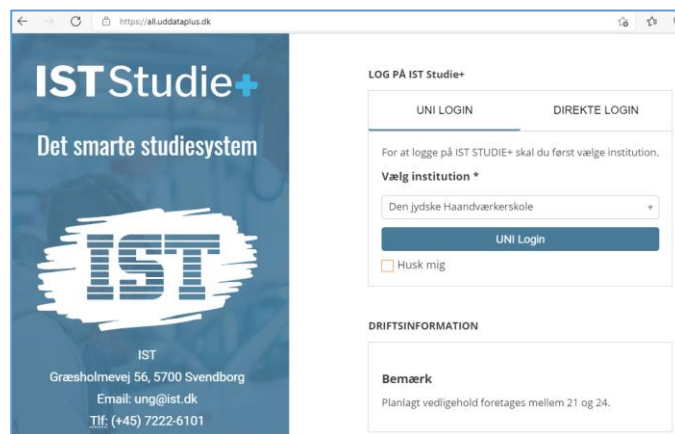 https://all.uddataplus.dk
IST Studie+
Det smarte studiesystem
IST
IST
Græsholmevej 56, 5700 Svendborg
Email: ung@ist.dk
Tlf: (+45) 7222-6101
LOG PÅ IST Studie+
UNI LOGIN
DIREKTE LOGIN
For at logge på IST STUDIE+ skal du først vælge institution.
Vælg institution *
Den jydske Haandværkerskole
UNI Login
Husk mig
DRIFTSINFORMATION
Bemærk
Planlagt vedligehold foretages mellem 21 og 24.